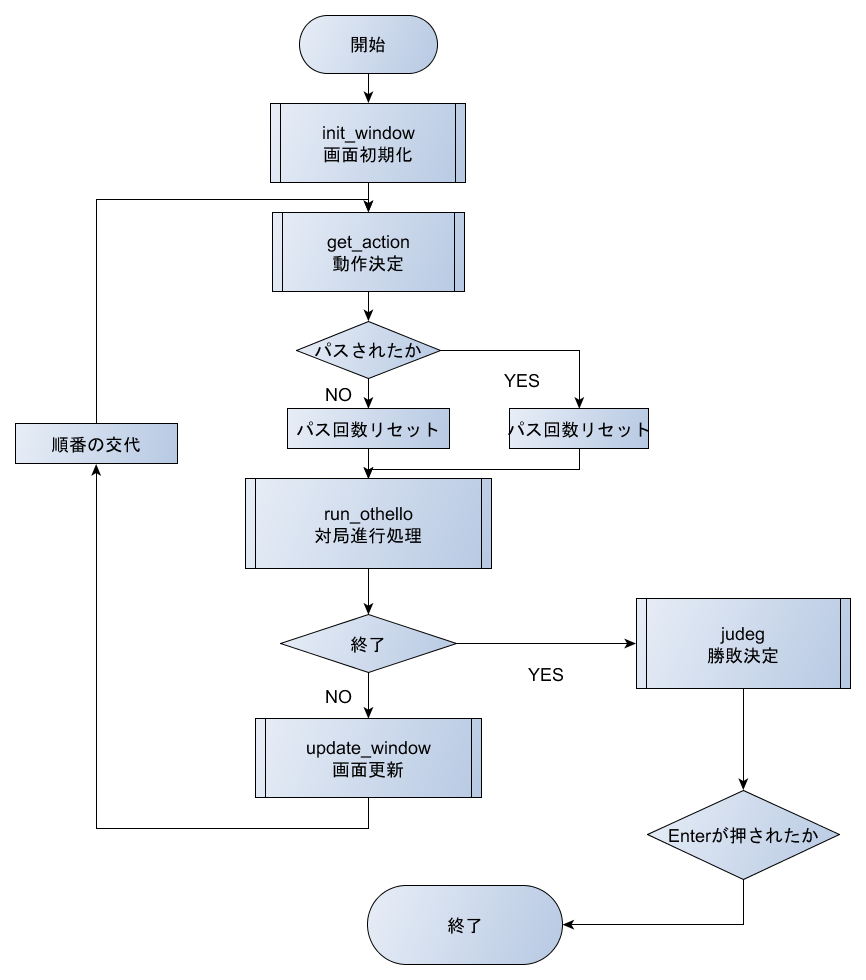 開始
init_window
画面初期化
get_action
動作決定
パスされたか
NO
YES
パス回数リセット
パス回数リセット
順番の交代
run_othello
対局進行処理
終了
YES
NO
judeg
勝敗決定
update_window
画面更新
Enterが押されたか
終了